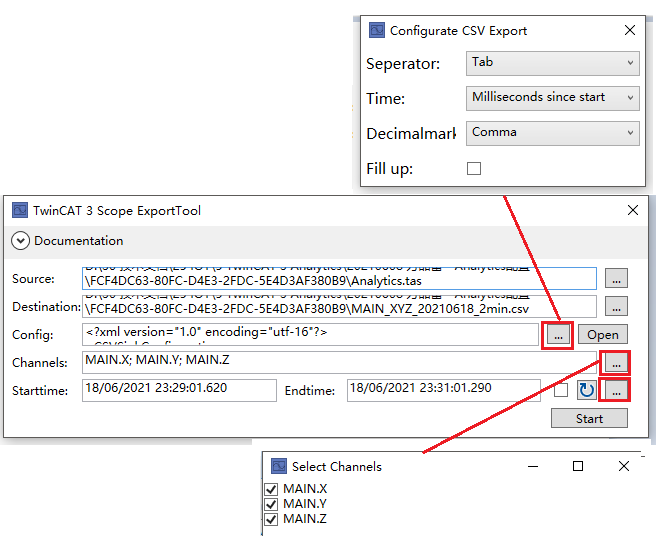 Configurate CSV Export
Seperator:
Tab
Time:
Milliseconds since start
Decimalmark
Comma
Fill up:
TwinCAT 3 Scope ExportTool
Documentation
Source:
\FCF4DC63-80FC-D4E3-2FDC-5E4D3AF380B9\Analytics.tas
...
Destination:
\FCF4DC63-80FC-D4E3-2FDC-5E4D3AF380B9\MAIN_XYZ_20210618_2min.csv
...
Config:
<?xml version="1.0" encoding="utf-16"?>
...
Open
Channels:
MAIN.X; MAIN.Y; MAIN.Z
...
Starttime:
18/06/2021 23:29:01.620
Endtime:
18/06/2021 23:31:01.290
...
Start
Select Channels
MAIN.X
MAIN.Y
MAIN.Z